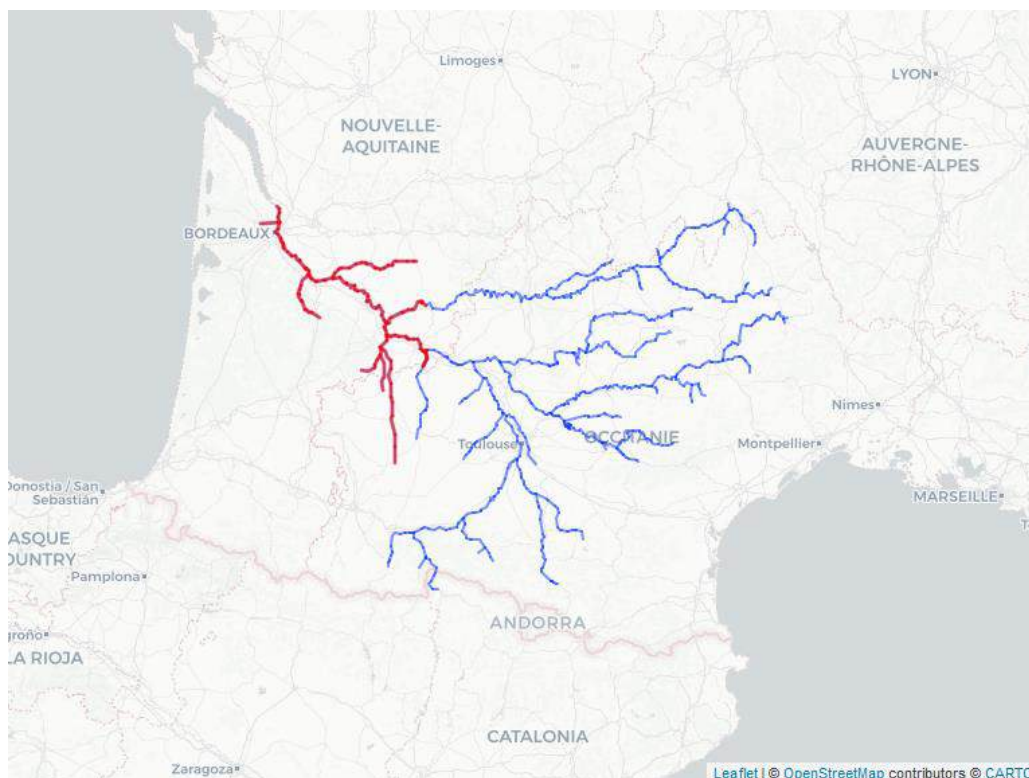 Limoges
LYON
NOUVELLE-
AQUITAINE
AUVERGNE-
RHÔNE-ALPES
BORDEAUX
Nimes
OCCITANIE
Toulouse
Montpellier
Donostia / San
Sebastián
MARSEILLE
T
ASQUE
OUNTRY
Pamplona
ANDORRA
groño
LA RIOJA
CATALONIA
Zaragoza
Leaflet | © OpenStreetMap contributors © CARTO